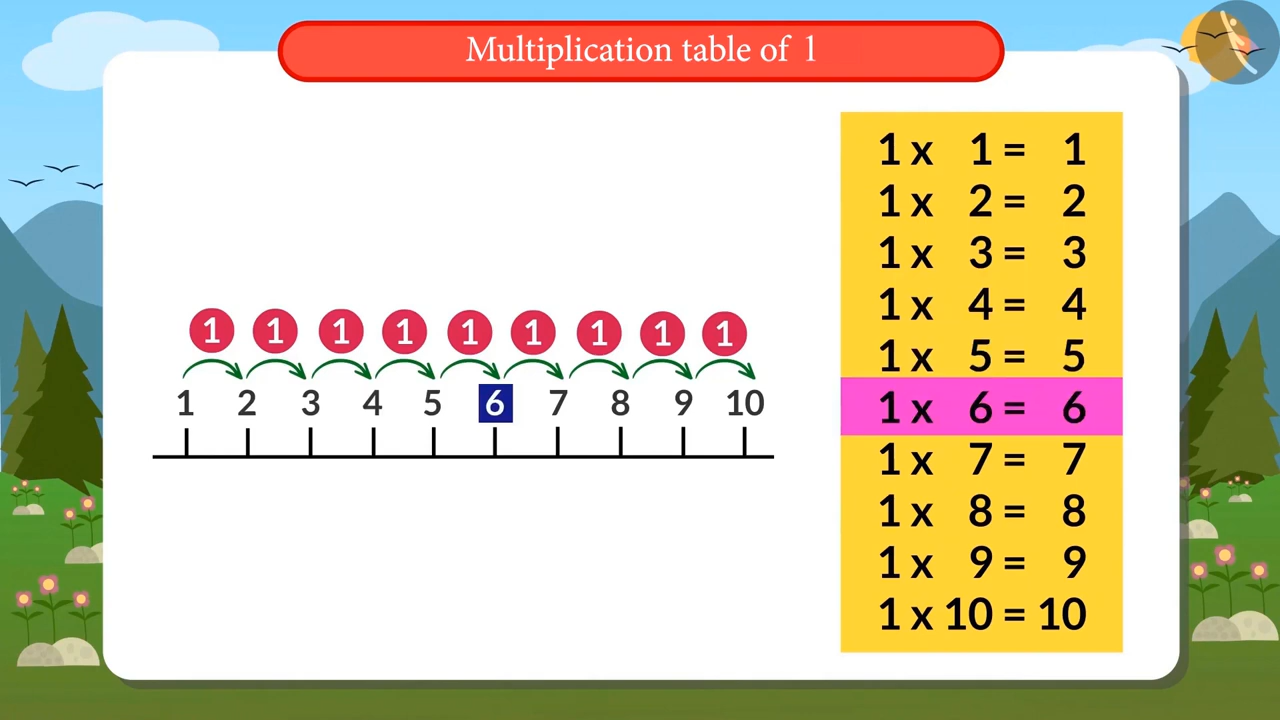 Multiplication table of 1
1 1 1 1 1 1 1 1 1
1 2 3 4 5 6 7 8 9 10
1 x 1 = 1
1 x 2 = 2
1 x 3 = 3
1 x 4 = 4
1 x 5 = 5
1 x 6 = 6
1 x 7 = 7
1 x 8 = 8
1 x 9 = 9
1 x 10 = 10